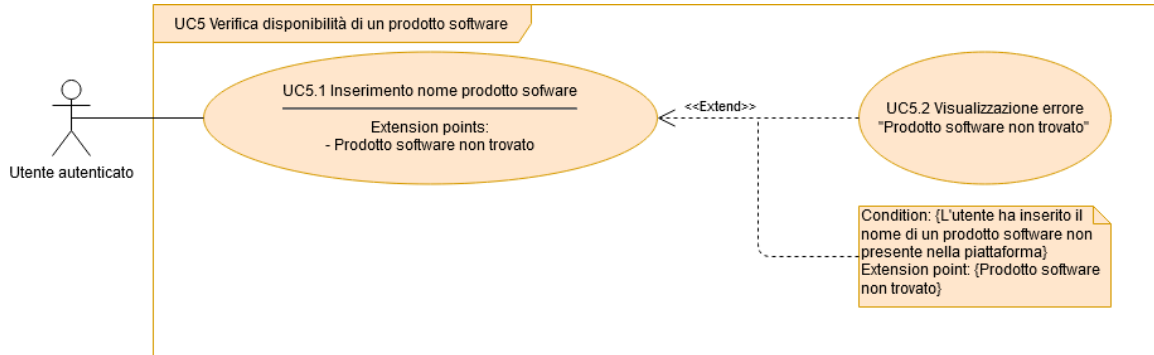 UC5 Verifica disponibilità di un prodotto software
UC5.1 Inserimento nome prodotto sofware
Extension points:
- Prodotto software non trovato
Utente autenticato
<<Extend>>
UC5.2 Visualizzazione errore
"Prodotto software non trovato"
Condition: {L'utente ha inserito il
nome di un prodotto software non
presente nella piattaforma}
Extension point: {Prodotto software
non trovato}